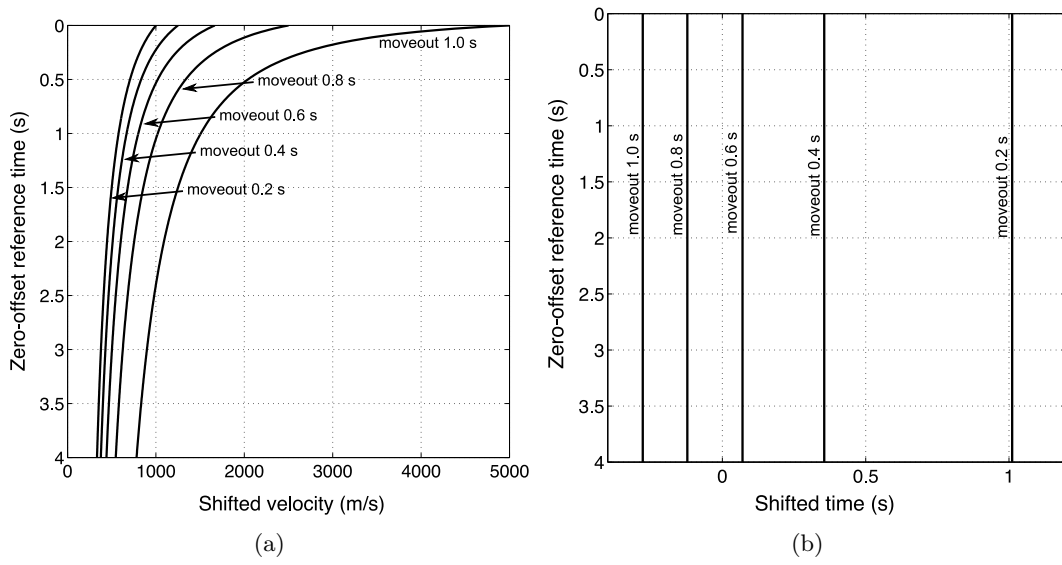 0
0.5
1
1.5
2
2.5
3
3.5
4
Zero-offset reference time (s)
moveout 1.0 s
moveout 0.8 s
moveout 0.6 s
moveout 0.4 s
moveout 0.2 s
0 1000 2000 3000 4000 5000
Shifted velocity (m/s)
(a)
0
0.5
1
1.5
2
2.5
3
3.5
4
Zero-offset reference time (s)
moveout 1.0 s
moveout 0.8 s
moveout 0.6 s
moveout 0.4 s
moveout 0.2 s
0 0.5 1
Shifted time (s)
(b)